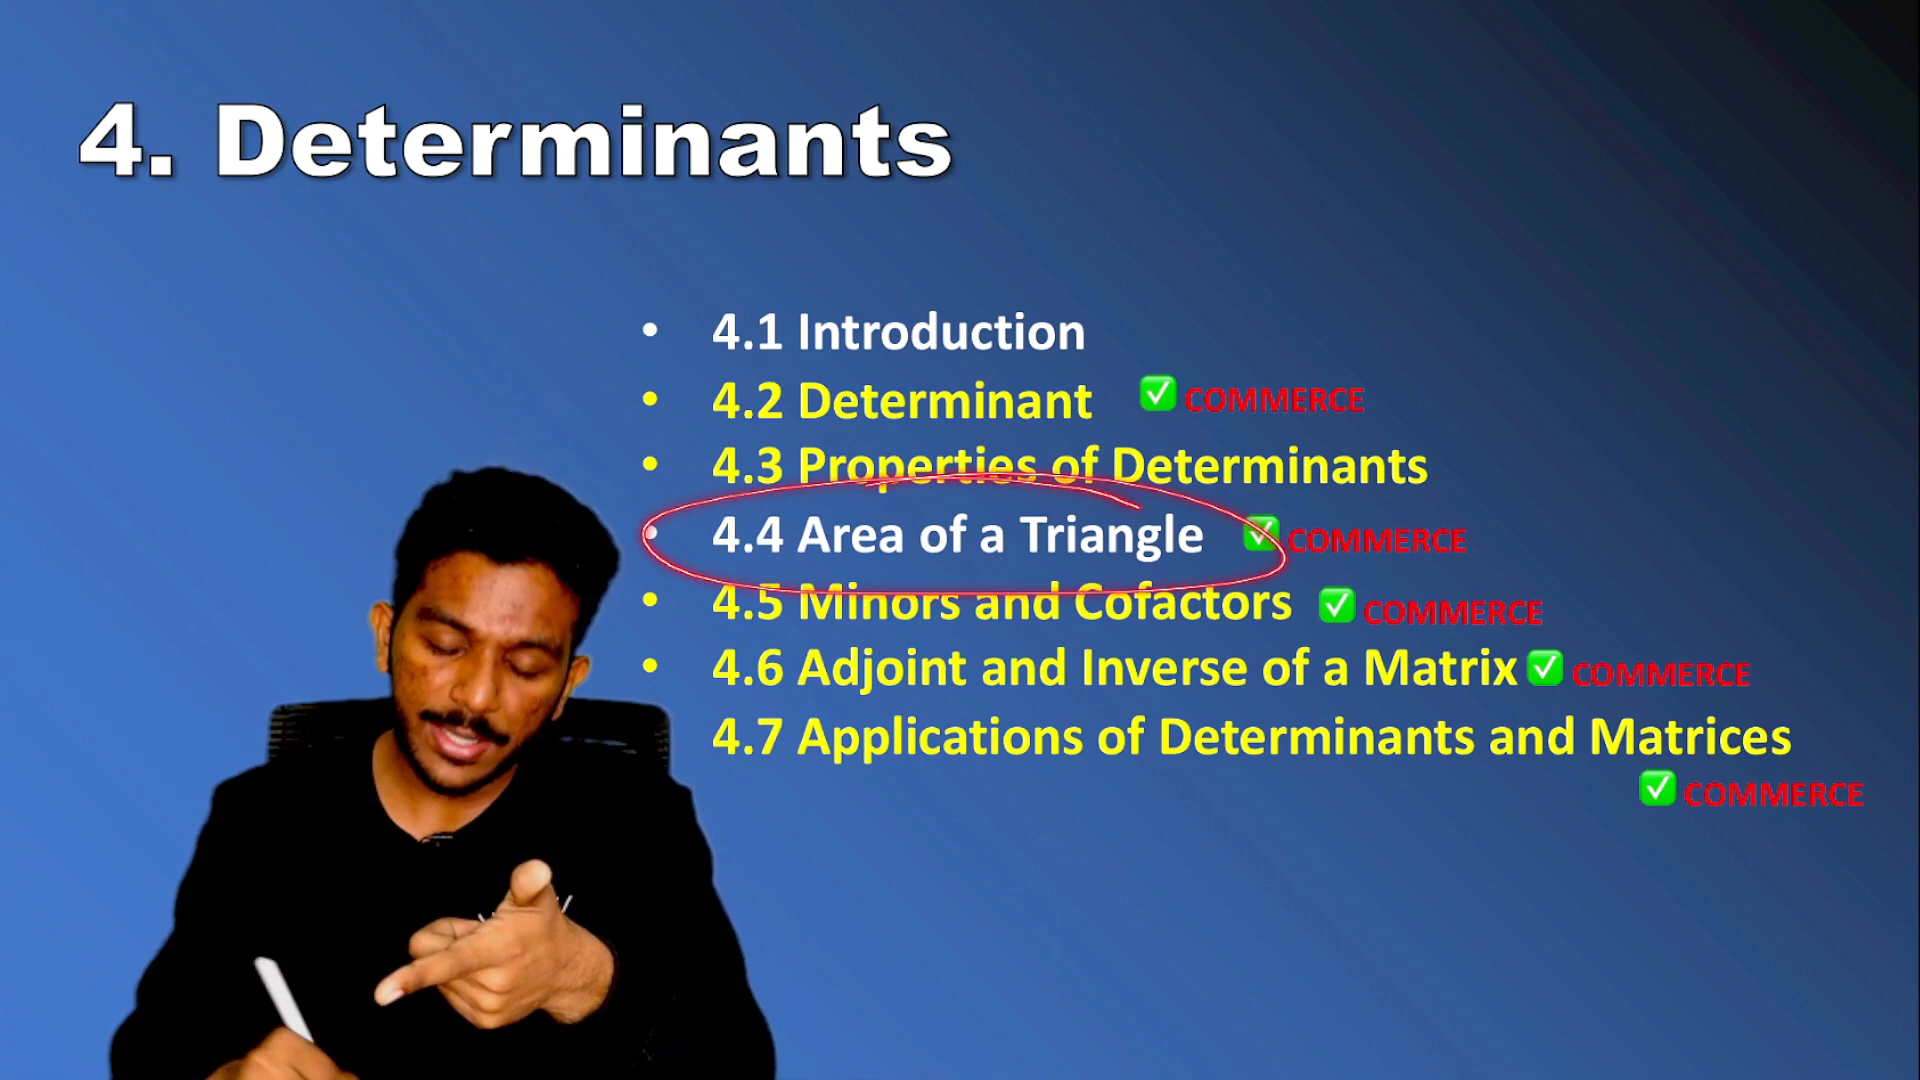 4. Determinants
• 4.1 Introduction
• 4.2 Determinant ✅ COMMERCE
• 4.3 Properties of Determinants
• 4.4 Area of a Triangle ✅ COMMERCE
• 4.5 Minors and Cofactors ✅ COMMERCE
• 4.6 Adjoint and Inverse of a Matrix ✅ COMMERCE
4.7 Applications of Determinants and Matrices
✅ COMMERCE